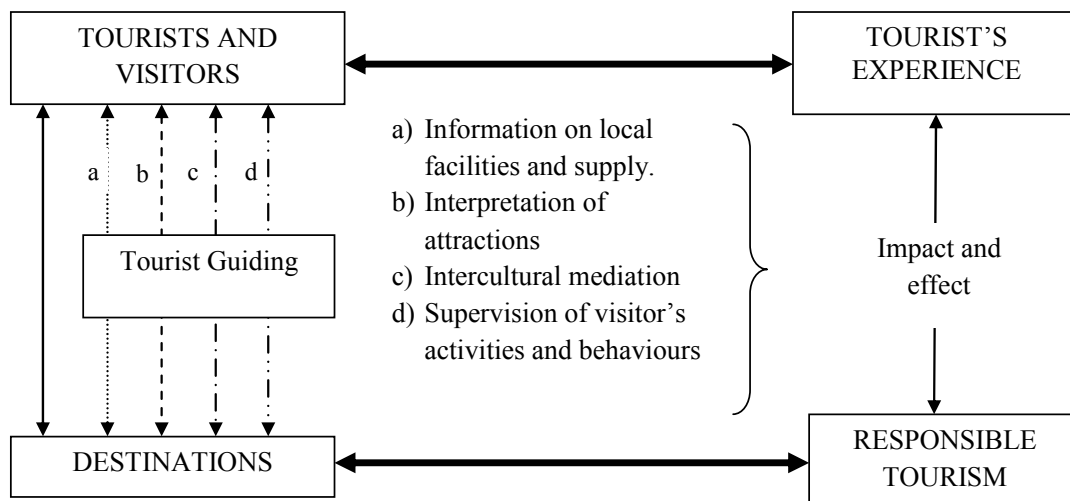 TOURISTS AND
VISITORS
TOURIST’S
EXPERIENCE
a
b
c
d
Tourist Guiding
a) Information on local
facilities and supply.
b) Interpretation of
attractions
c) Intercultural mediation
d) Supervision of visitor’s
activities and behaviours
Impact and
effect
DESTINATIONS
RESPONSIBLE
TOURISM